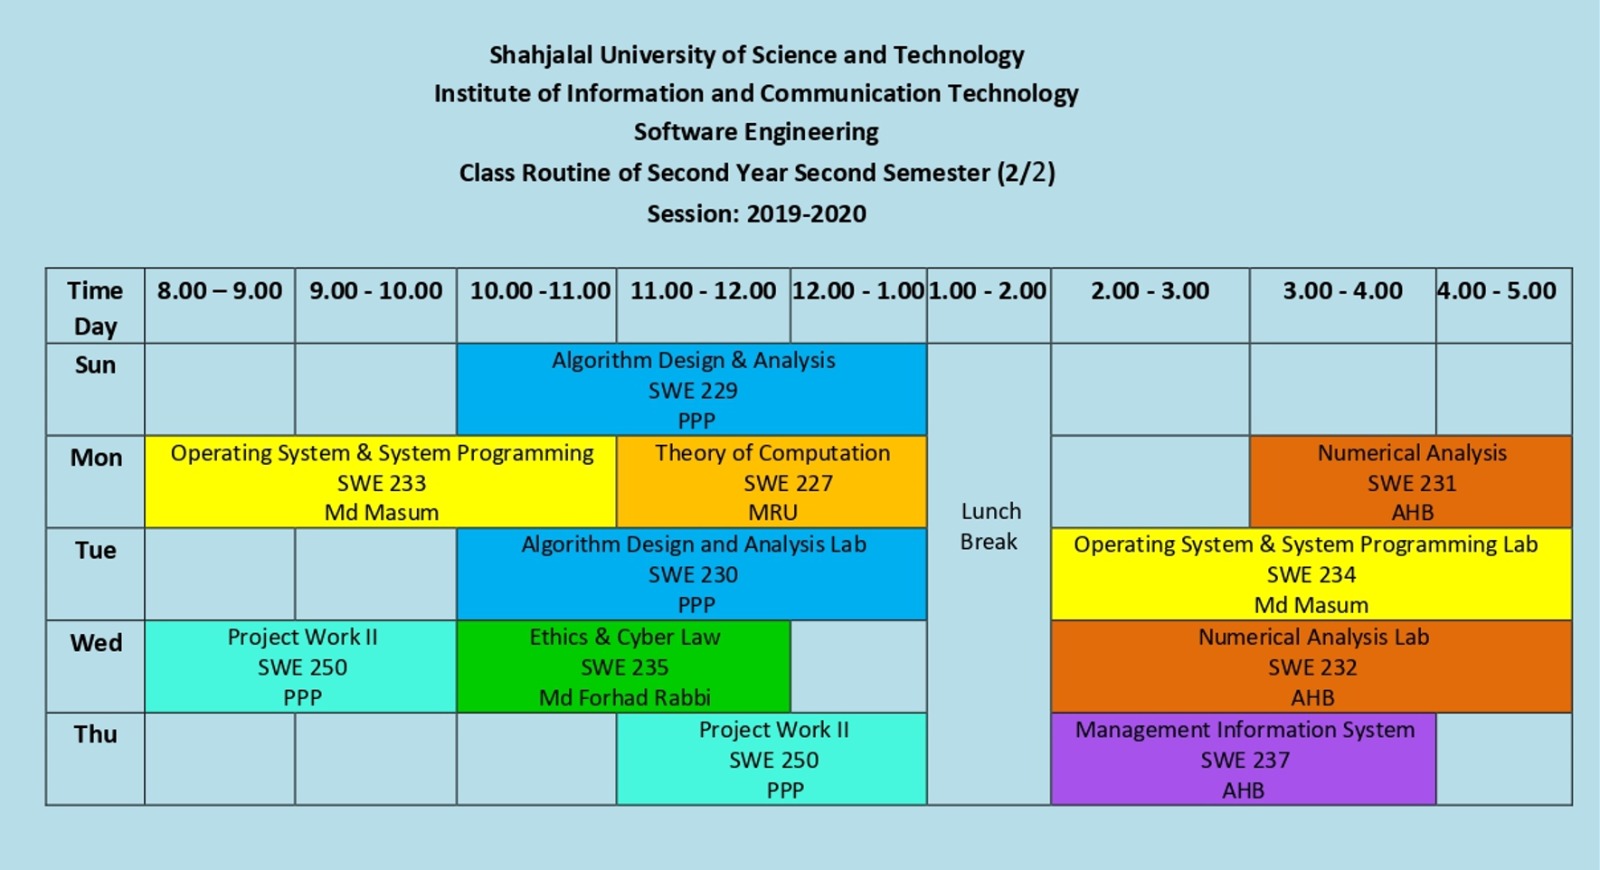 Shahjalal University of Science and Technology
Institute of Information and Communication Technology
Software Engineering
Class Routine of Second Year Second Semester (2/2)
Session: 2019-2020
Time
Day
8.00 – 9.00
9.00 - 10.00
10.00 -11.00
11.00 - 12.00
12.00 - 1.00
1.00 - 2.00
2.00 - 3.00
3.00 - 4.00
4.00 - 5.00
Sun
Algorithm Design & Analysis
SWE 229
PPP
Lunch
Break
Mon
Operating System & System Programming
SWE 233
Md Masum
Theory of Computation
SWE 227
MRU
Numerical Analysis
SWE 231
AHB
Tue
Algorithm Design and Analysis Lab
SWE 230
PPP
Operating System & System Programming Lab
SWE 234
Md Masum
Wed
Project Work II
SWE 250
PPP
Ethics & Cyber Law
SWE 235
Md Forhad Rabbi
Numerical Analysis Lab
SWE 232
AHB
Thu
Project Work II
SWE 250
PPP
Management Information System
SWE 237
AHB